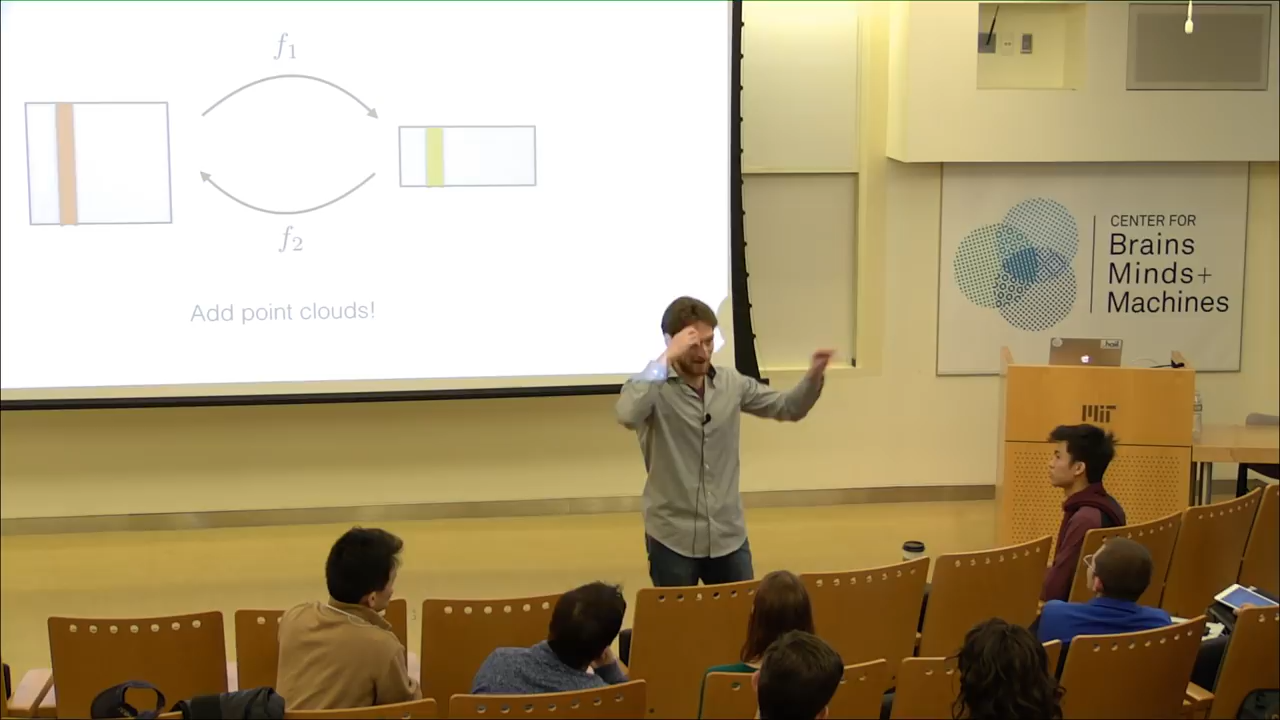 f₁
f₂
Add point clouds!
CENTER FOR
Brains
Minds+
Machines
MIT